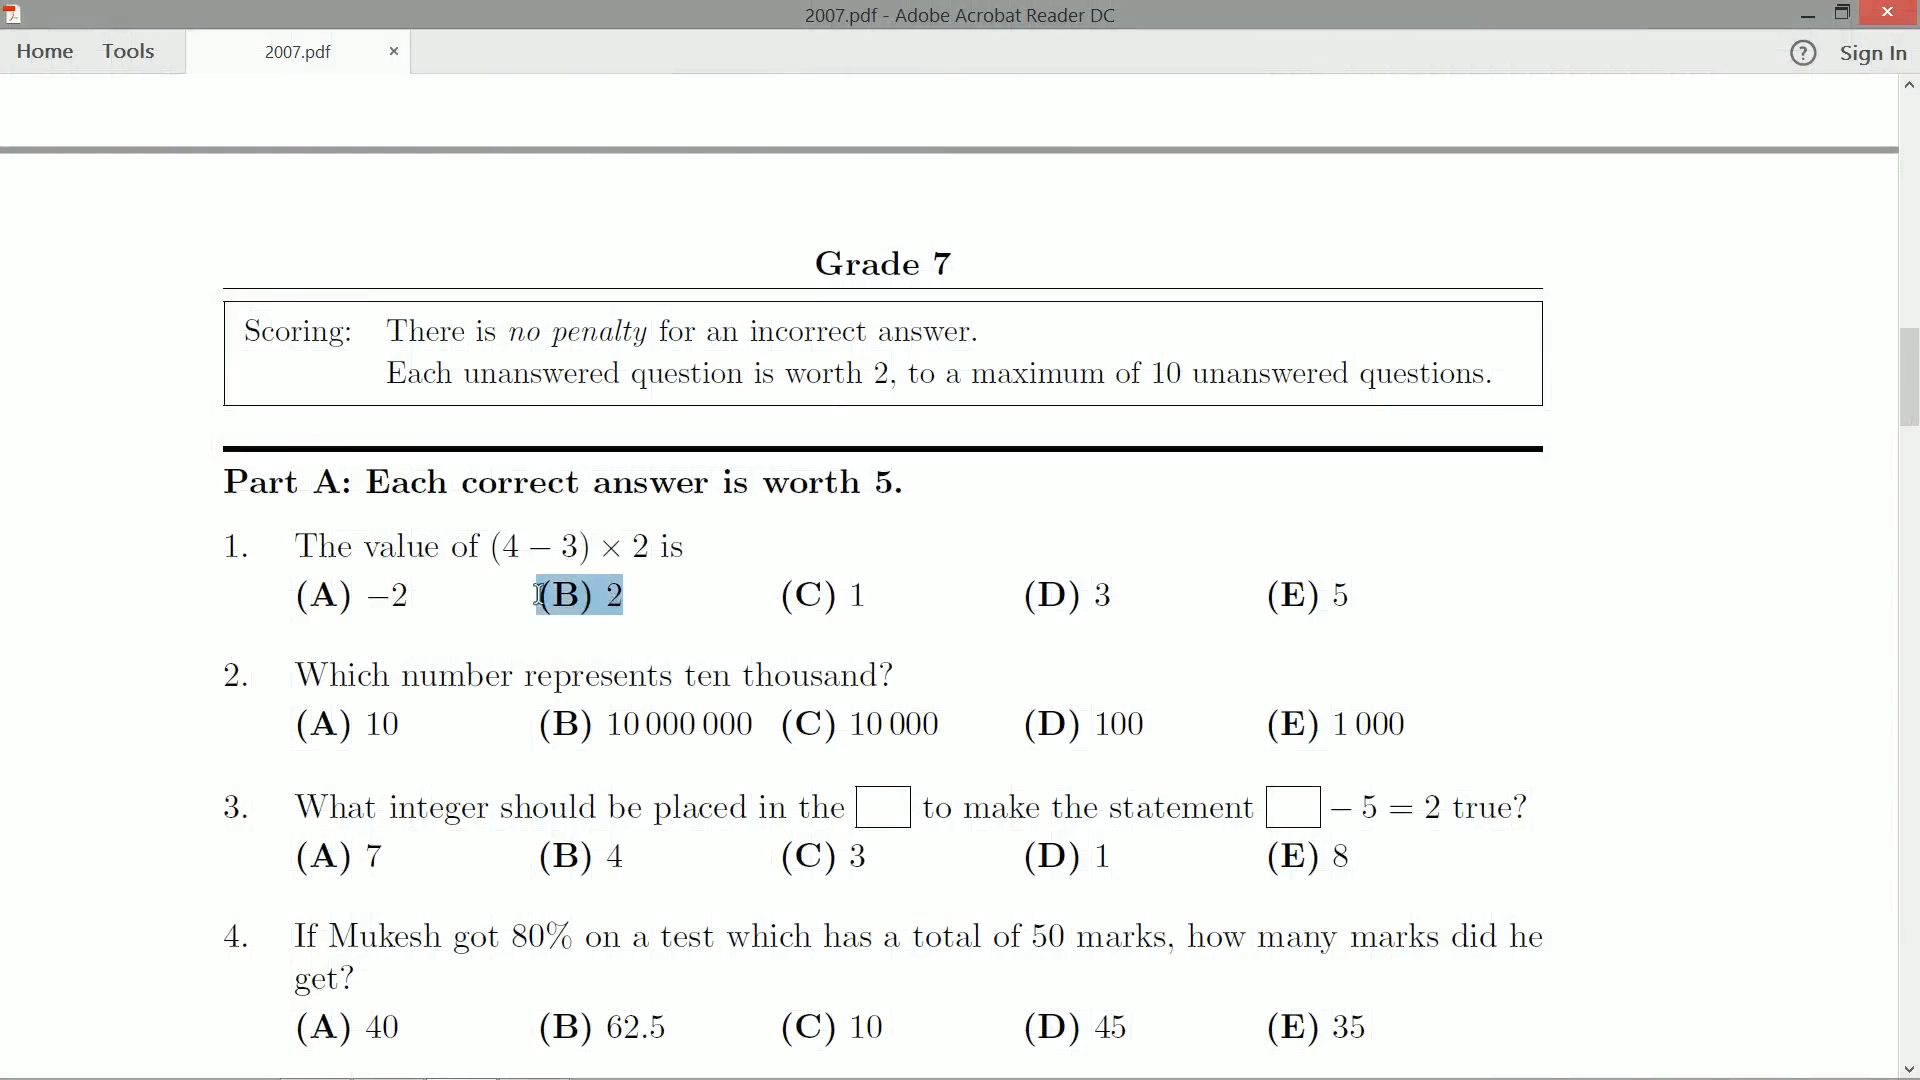 2007.pdf - Adobe Acrobat Reader DC
Home Tools 2007.pdf × ? Sign In
Grade 7
Scoring: There is no penalty for an incorrect answer.
Each unanswered question is worth 2, to a maximum of 10 unanswered questions.
Part A: Each correct answer is worth 5.
1. The value of (4 − 3) × 2 is
(A) −2 (B) 2 (C) 1 (D) 3 (E) 5
2. Which number represents ten thousand?
(A) 10 (B) 10 000 000 (C) 10 000 (D) 100 (E) 1 000
3. What integer should be placed in the □ to make the statement □ − 5 = 2 true?
(A) 7 (B) 4 (C) 3 (D) 1 (E) 8
4. If Mukesh got 80% on a test which has a total of 50 marks, how many marks did he
get?
(A) 40 (B) 62.5 (C) 10 (D) 45 (E) 35